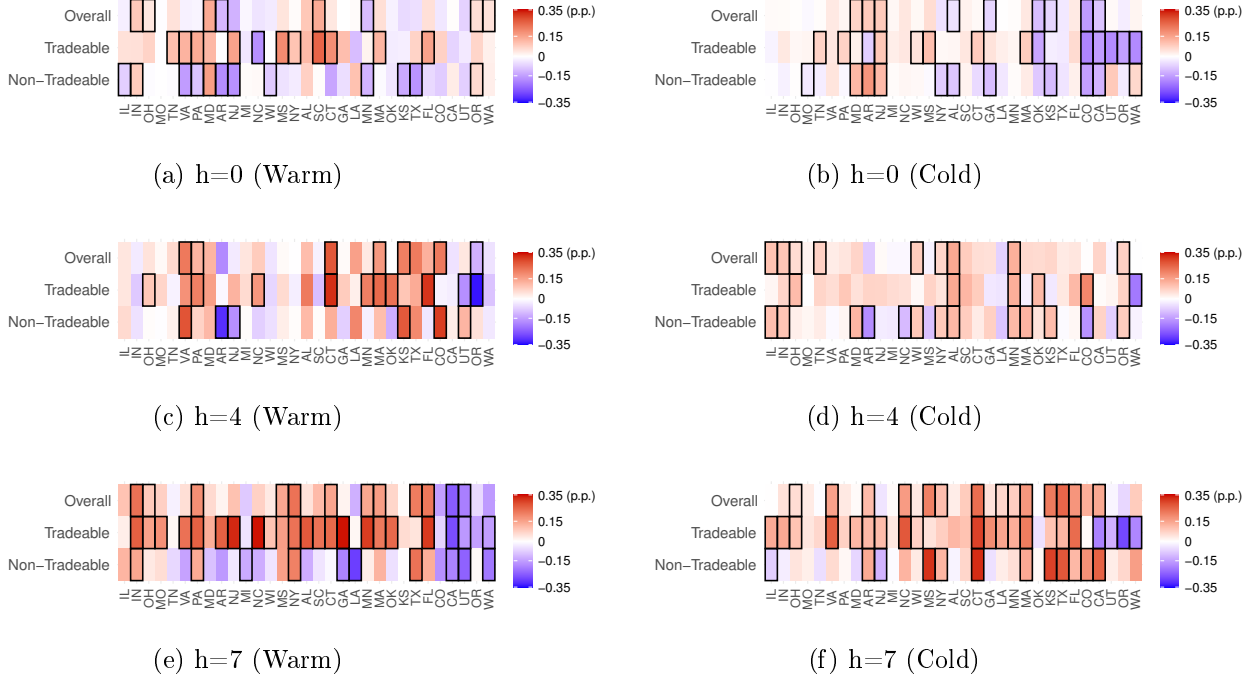 Overall
Tradeable
Non−Tradeable
0.35 (p.p.)
0.15
0
−0.15
−0.35
IL IN OH MO TN VA PA MD AR NJ MI NC WI MS NY AL SC CT GA LA MN MA OK KS TX FL CO CA UT OR WA
(a) h=0 (Warm)
Overall
Tradeable
Non−Tradeable
0.35 (p.p.)
0.15
0
−0.15
−0.35
IL IN OH MO TN VA PA MD AR NJ MI NC WI MS NY AL SC CT GA LA MN MA OK KS TX FL CO CA UT OR WA
(b) h=0 (Cold)
Overall
Tradeable
Non−Tradeable
0.35 (p.p.)
0.15
0
−0.15
−0.35
IL IN OH MO TN VA PA MD AR NJ MI NC WI MS NY AL SC CT GA LA MN MA OK KS TX FL CO CA UT OR WA
(c) h=4 (Warm)
Overall
Tradeable
Non−Tradeable
0.35 (p.p.)
0.15
0
−0.15
−0.35
IL IN OH MO TN VA PA MD AR NJ MI NC WI MS NY AL SC CT GA LA MN MA OK KS TX FL CO CA UT OR WA
(d) h=4 (Cold)
Overall
Tradeable
Non−Tradeable
0.35 (p.p.)
0.15
0
−0.15
−0.35
IL IN OH MO TN VA PA MD AR NJ MI NC WI MS NY AL SC CT GA LA MN MA OK KS TX FL CO CA UT OR WA
(e) h=7 (Warm)
Overall
Tradeable
Non−Tradeable
0.35 (p.p.)
0.15
0
−0.15
−0.35
IL IN OH MO TN VA PA MD AR NJ MI NC WI MS NY AL SC CT GA LA MN MA OK KS TX FL CO CA UT OR WA
(f) h=7 (Cold)